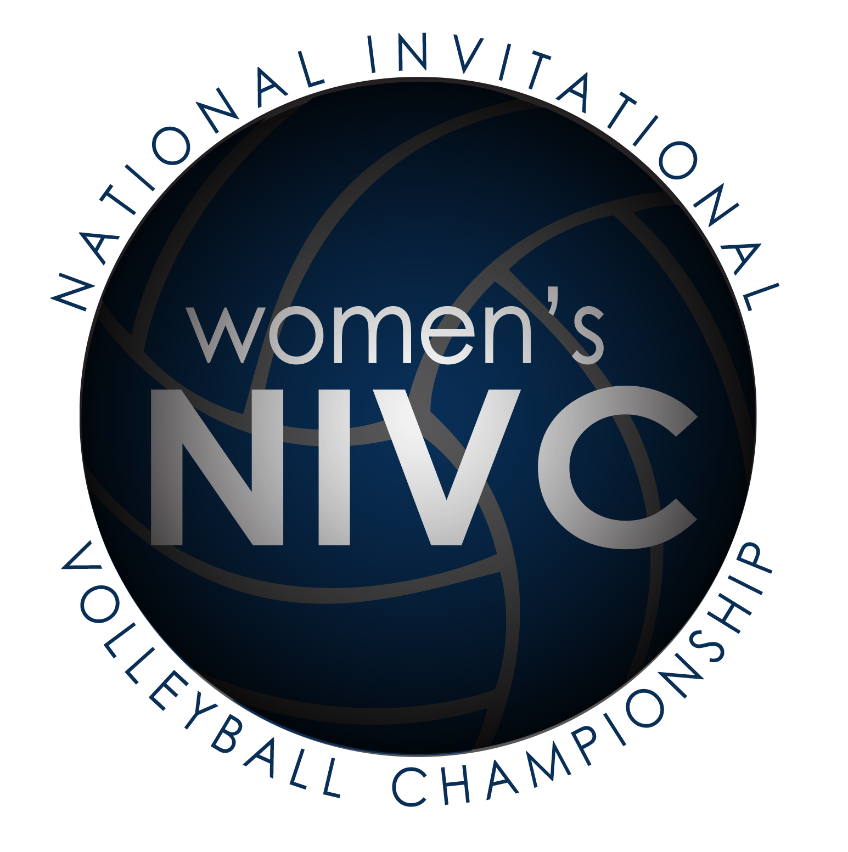 NATIONAL INVITATIONAL
women's
NIVC
VOLLEYBALL CHAMPIONSHIP